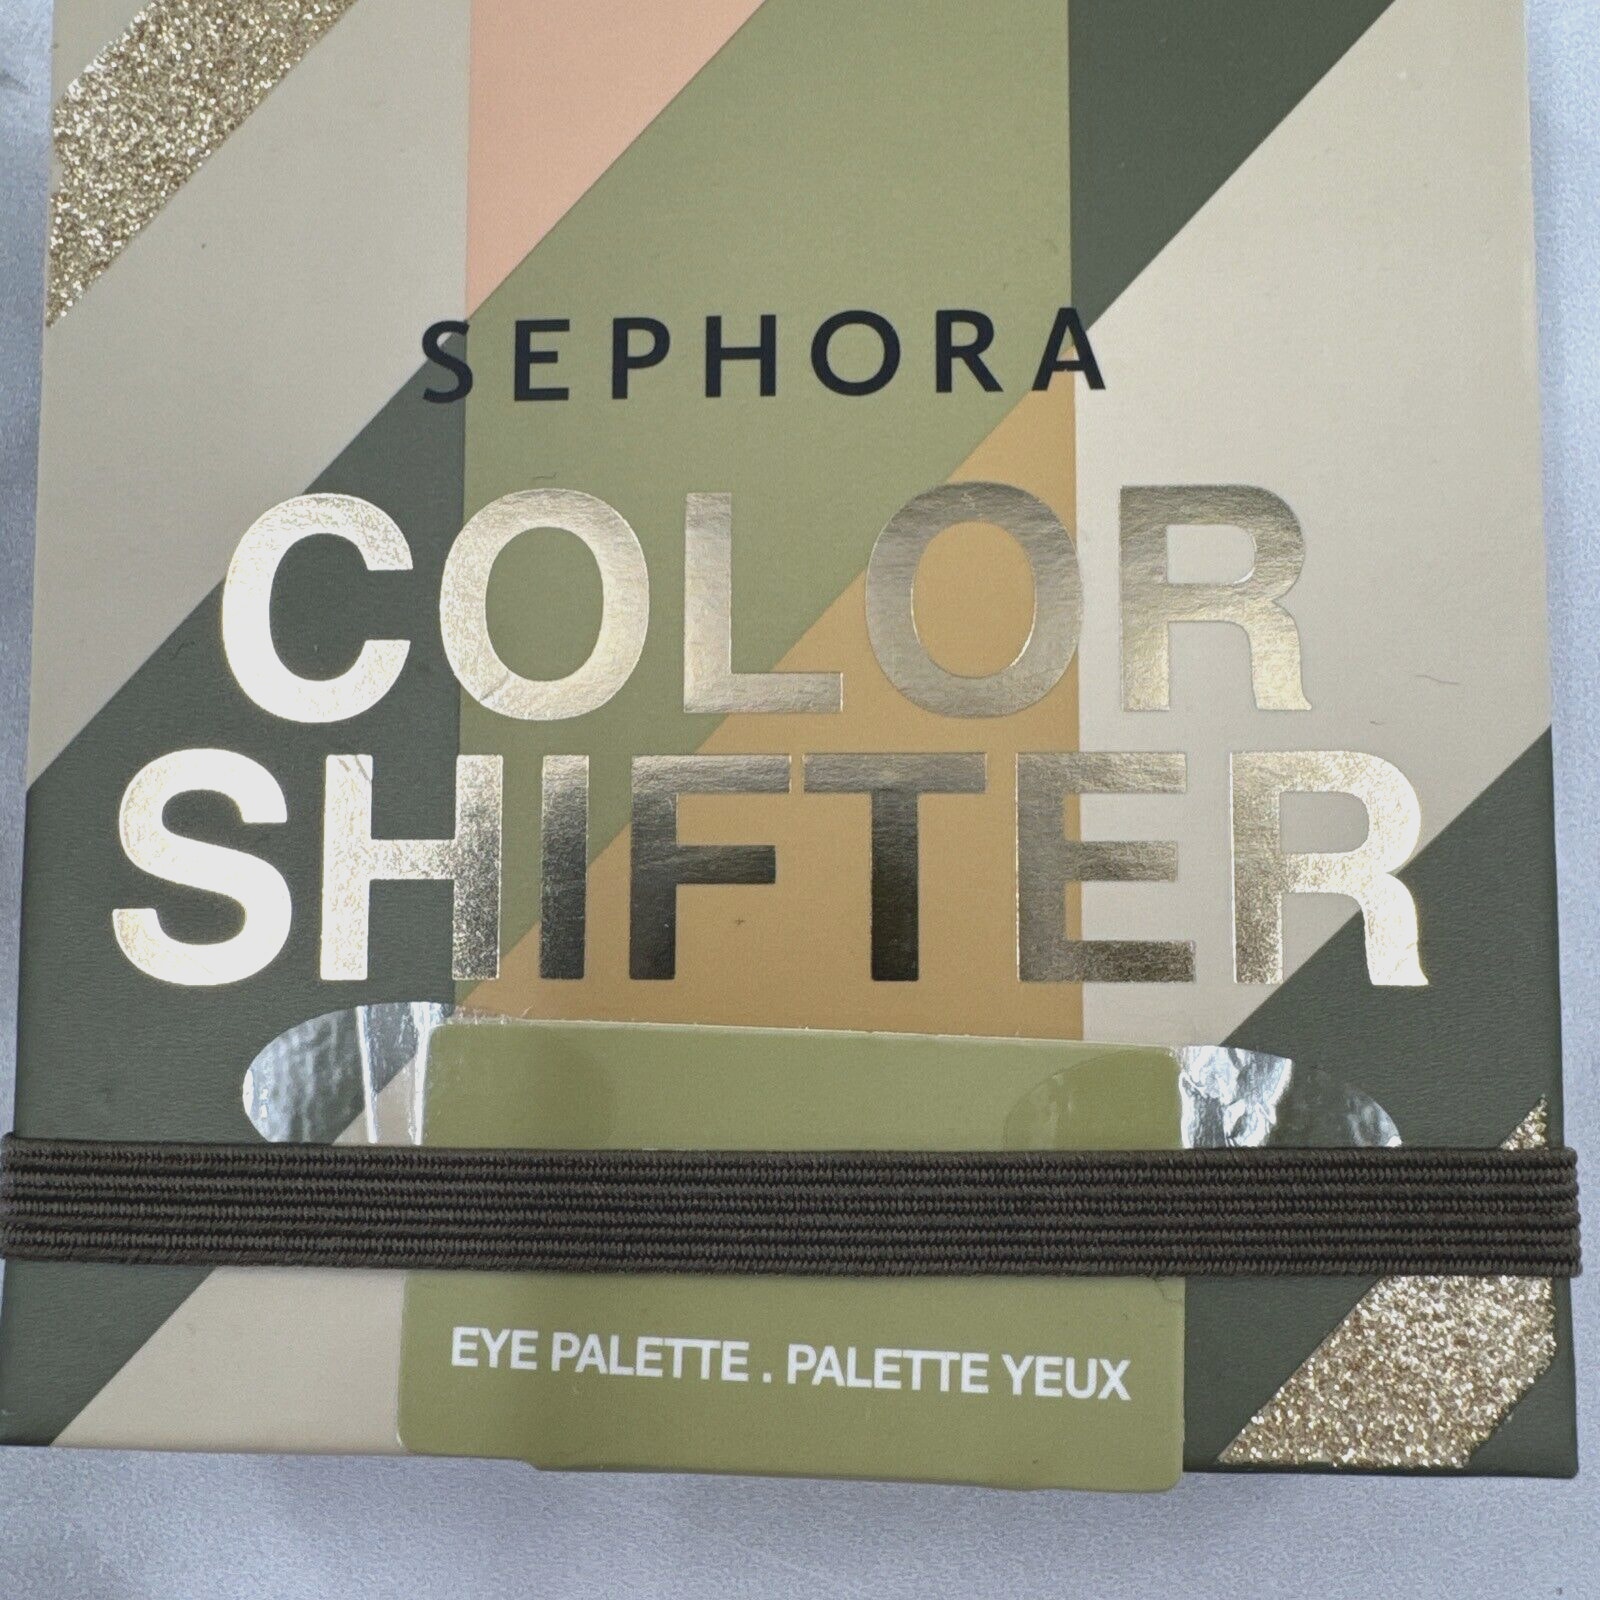 SEPHORA
COLOR
SHIFTER
EYE PALETTE . PALETTE YEUX